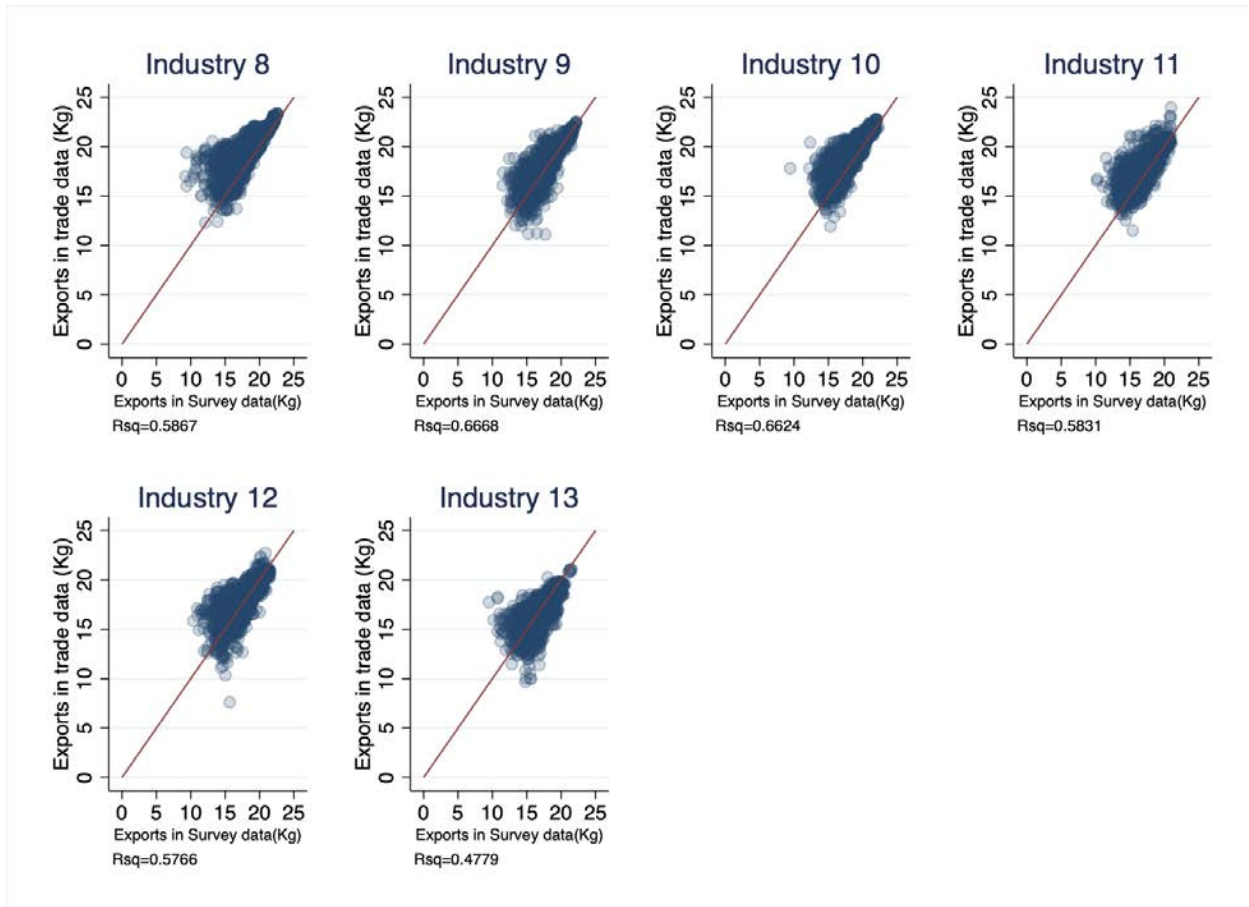 Industry 8
Exports in trade data (Kg)
25
20
15
10
5
0
0 5 10 15 20 25
Exports in Survey data(Kg)
Rsq=0.5867
Industry 9
Exports in trade data (Kg)
25
20
15
10
5
0
0 5 10 15 20 25
Exports in Survey data(Kg)
Rsq=0.6668
Industry 10
Exports in trade data (Kg)
25
20
15
10
5
0
0 5 10 15 20 25
Exports in Survey data(Kg)
Rsq=0.6624
Industry 11
Exports in trade data (Kg)
25
20
15
10
5
0
0 5 10 15 20 25
Exports in Survey data(Kg)
Rsq=0.5831
Industry 12
Exports in trade data (Kg)
25
20
15
10
5
0
0 5 10 15 20 25
Exports in Survey data(Kg)
Rsq=0.5766
Industry 13
Exports in trade data (Kg)
25
20
15
10
5
0
0 5 10 15 20 25
Exports in Survey data(Kg)
Rsq=0.4779